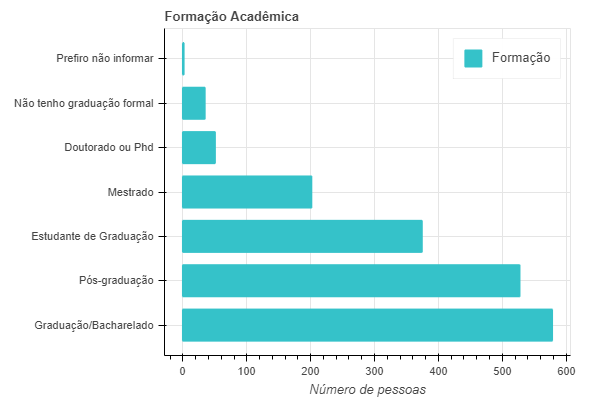 Formação Acadêmica
Formação
Prefiro não informar
Não tenho graduação formal
Doutorado ou Phd
Mestrado
Estudante de Graduação
Pós-graduação
Graduação/Bacharelado
0 100 200 300 400 500 600
Número de pessoas